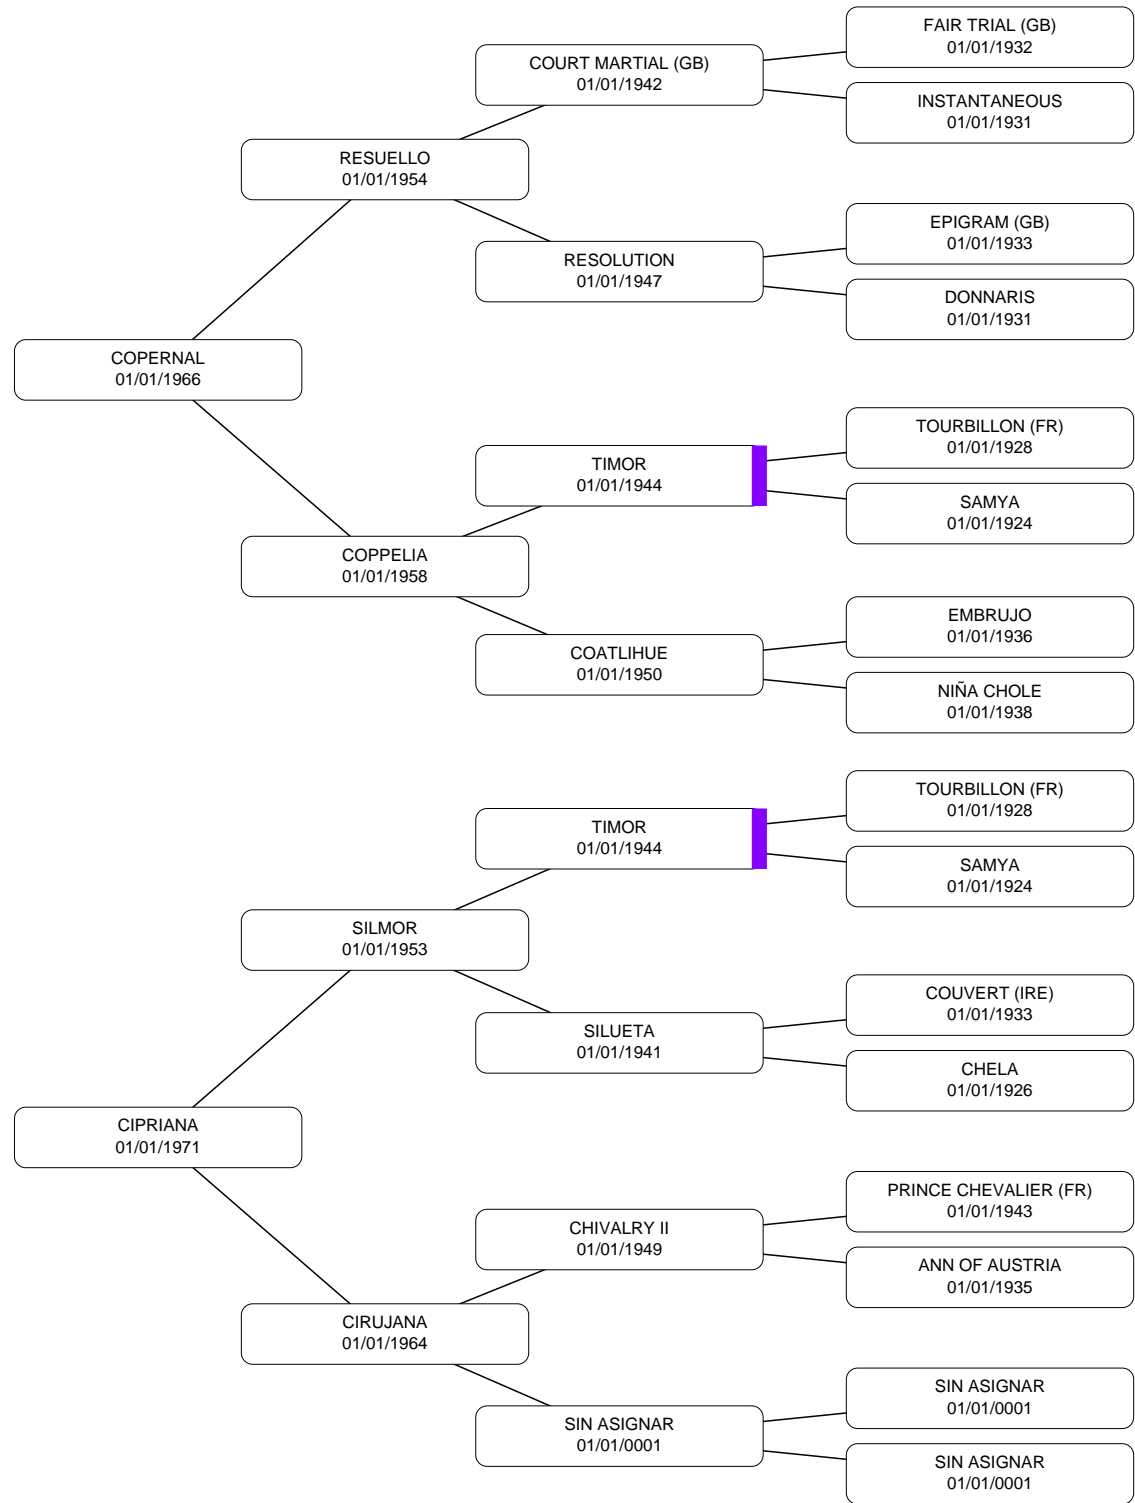 FAIR TRIAL (GB)
01/01/1932
COURT MARTIAL (GB)
01/01/1942
INSTANTANEOUS
01/01/1931
RESUELLO
01/01/1954
EPIGRAM (GB)
01/01/1933
RESOLUTION
01/01/1947
DONNARIS
01/01/1931
COPERNAL
01/01/1966
TOURBILLON (FR)
01/01/1928
TIMOR
01/01/1944
SAMYA
01/01/1924
COPPELIA
01/01/1958
EMBRUJO
01/01/1936
COATLIHUE
01/01/1950
NIÑA CHOLE
01/01/1938
TOURBILLON (FR)
01/01/1928
TIMOR
01/01/1944
SAMYA
01/01/1924
SILMOR
01/01/1953
COUVERT (IRE)
01/01/1933
SILUETA
01/01/1941
CHELA
01/01/1926
CIPRIANA
01/01/1971
PRINCE CHEVALIER (FR)
01/01/1943
CHIVALRY II
01/01/1949
ANN OF AUSTRIA
01/01/1935
CIRUJANA
01/01/1964
SIN ASIGNAR
01/01/0001
SIN ASIGNAR
01/01/0001
SIN ASIGNAR
01/01/0001